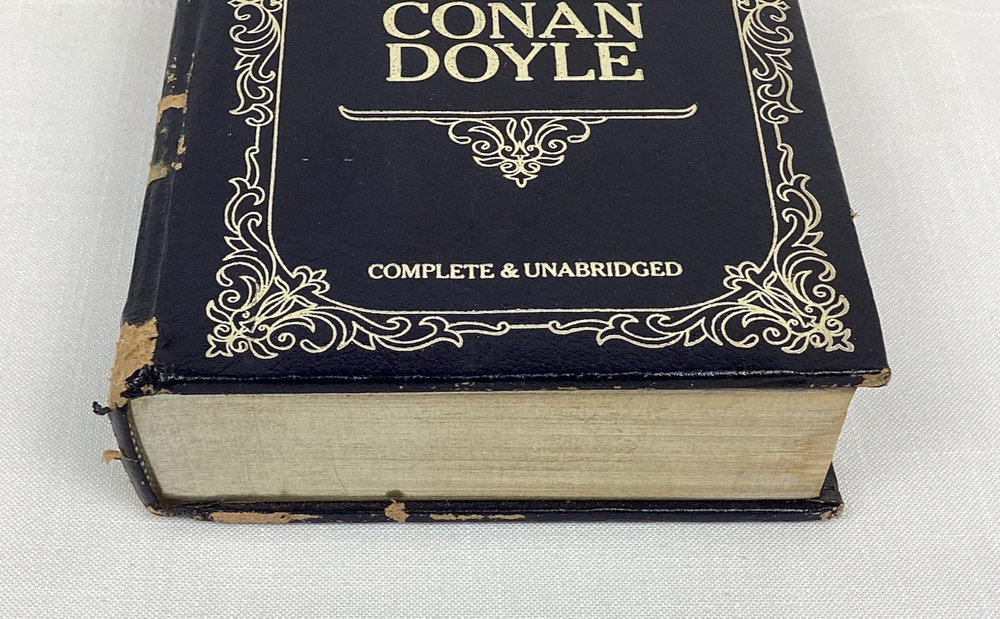 CONAN
DOYLE
COMPLETE & UNABRIDGED